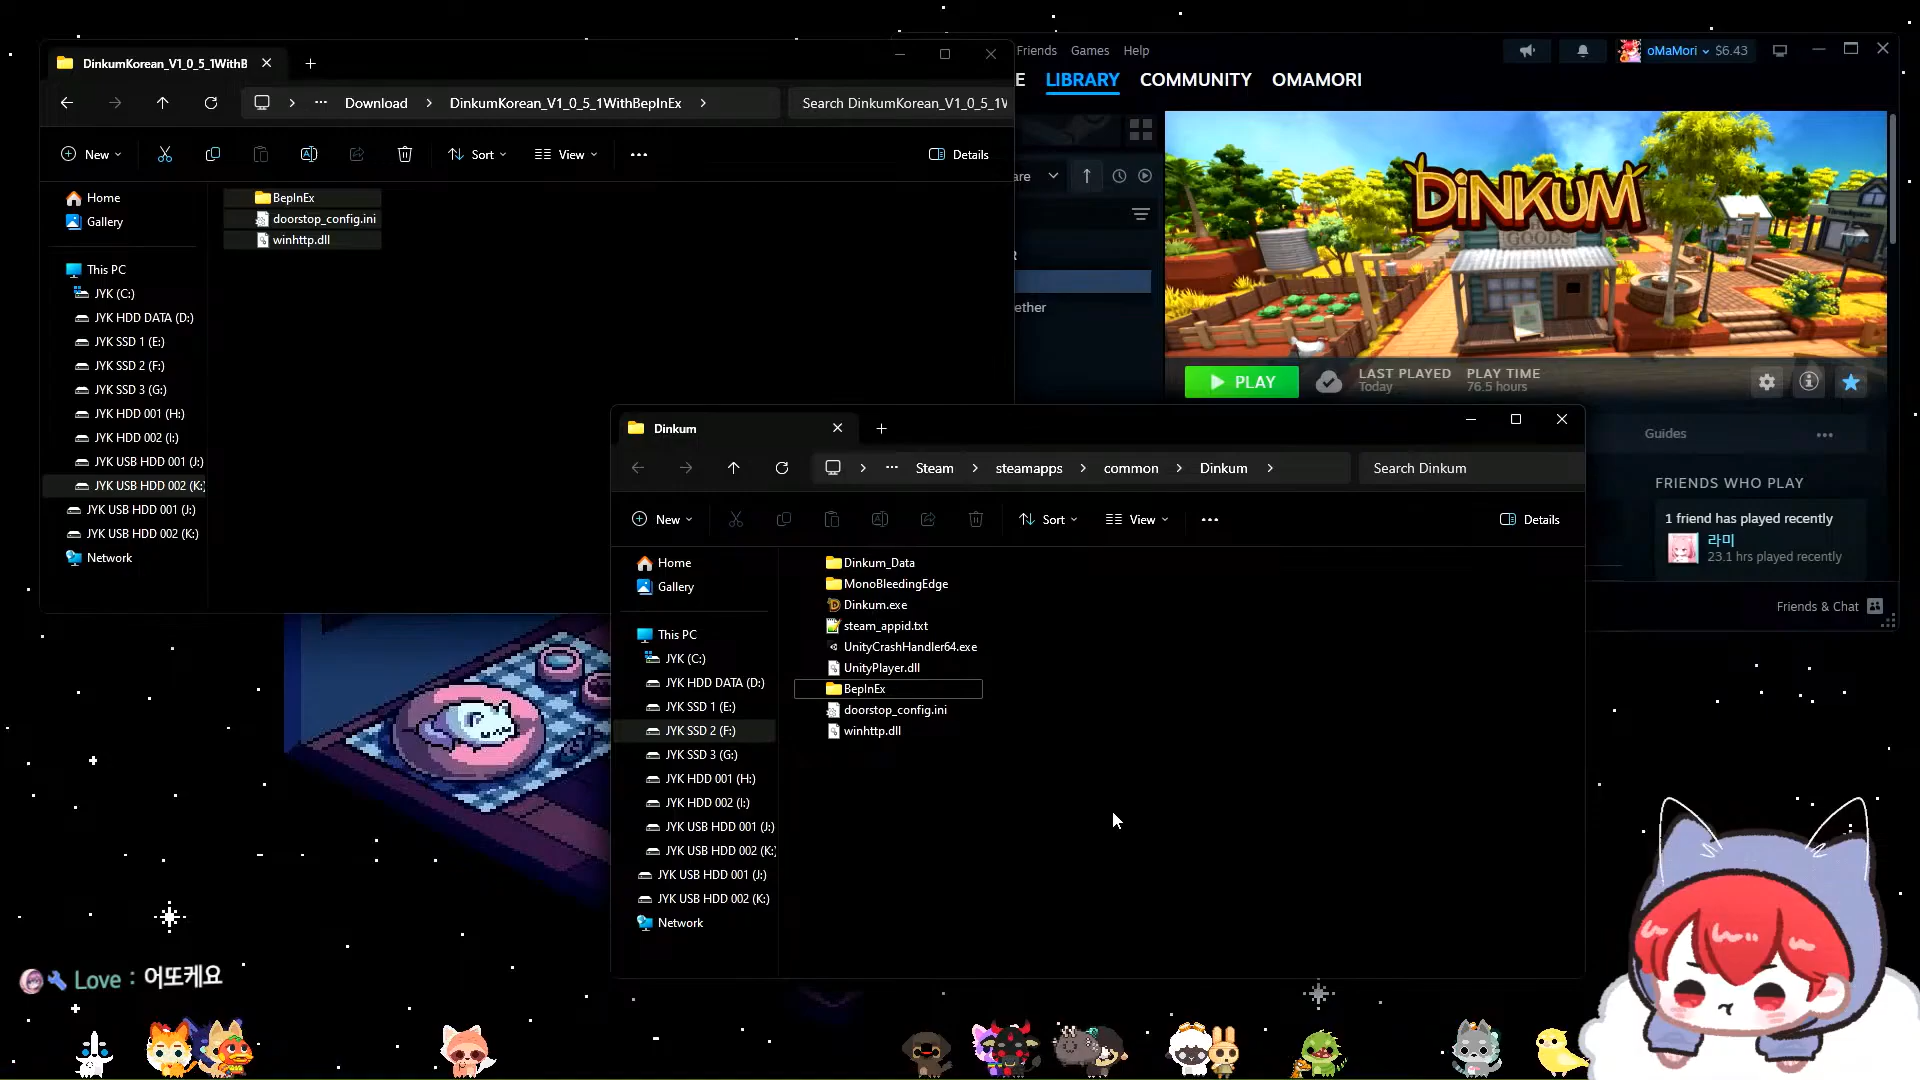 DinkumKorean_V1_0_5_1WithB
Download
DinkumKorean_V1_0_5_1WithBepInEx
Search DinkumKorean_V1_0_5_1V
New
Sort
View
Details
Home
Gallery
This PC
JYK (C:)
JYK HDD DATA (D:)
JYK SSD 1 (E:)
JYK SSD 2 (F:)
JYK SSD 3 (G:)
JYK HDD 001 (H:)
JYK HDD 002 (I:)
JYK USB HDD 001 (J:)
JYK USB HDD 002 (K:)
JYK USB HDD 001 (J:)
JYK USB HDD 002 (K:)
Network
BepInEx
doorstop_config.ini
winhttp.dll
Friends Games Help
oMaMori $6.43
E LIBRARY COMMUNITY OMAMORI
are
R
ether
DINKUM
GOODS
PLAY
LAST PLAYED
Today
PLAY TIME
76.5 hours
Guides
FRIENDS WHO PLAY
1 friend has played recently
라미
23.1 hrs played recently
Friends & Chat
Dinkum
Steam
steamapps
common
Dinkum
Search Dinkum
New
Sort
View
Details
Home
Gallery
This PC
JYK (C:)
JYK HDD DATA (D:)
JYK SSD 1 (E:)
JYK SSD 2 (F:)
JYK SSD 3 (G:)
JYK HDD 001 (H:)
JYK HDD 002 (I:)
JYK USB HDD 001 (J:)
JYK USB HDD 002 (K:)
JYK USB HDD 001 (J:)
JYK USB HDD 002 (K:)
Network
Dinkum_Data
MonoBleedingEdge
Dinkum.exe
steam_appid.txt
UnityCrashHandler64.exe
UnityPlayer.dll
BepInEx
doorstop_config.ini
winhttp.dll
Love : 어또케요